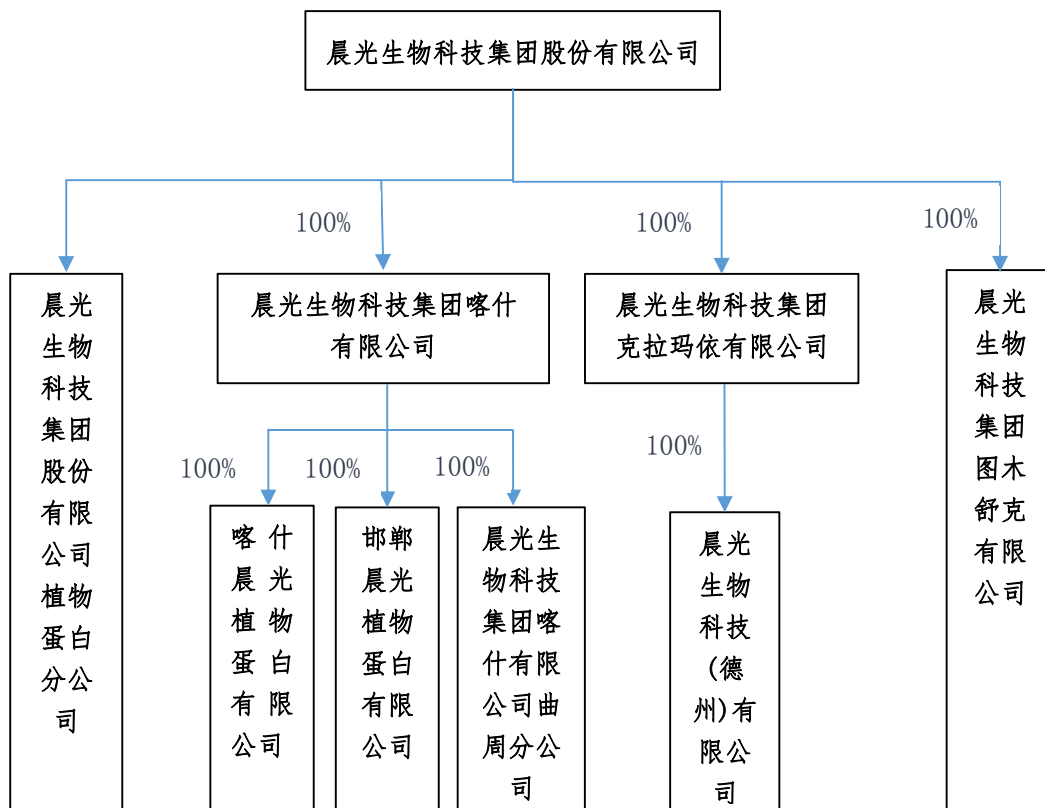 晨光生物科技集团股份有限公司
100%
100%
100%
晨光
生物
科技
集团
股份
有限
公司
植物
蛋白
分公
司
晨光生物科技集团喀什
有限公司
晨光生物科技集团
克拉玛依有限公司
晨光
生物
科技
集团
图木
舒克
有限
公司
100%
100%
100%
100%
喀什
晨光
植物
蛋白
有限
公司
邯郸
晨光
植物
蛋白
有限
公司
晨光生
物科技
集团喀
什有限
公司曲
周分公
司
晨光
生物
科技
(德
州)有
限公
司